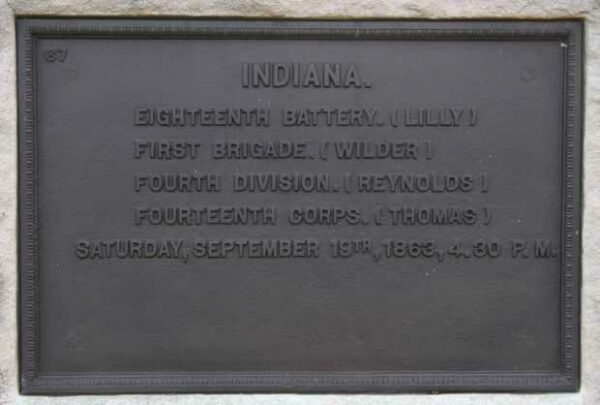 67
INDIANA.
EIGHTEENTH BATTERY. (LILLY)
FIRST BRIGADE. (WILDER)
FOURTH DIVISION. (REYNOLDS)
FOURTEENTH CORPS. (THOMAS)
SATURDAY, SEPTEMBER 19TH, 1863, 4.30 P.M.